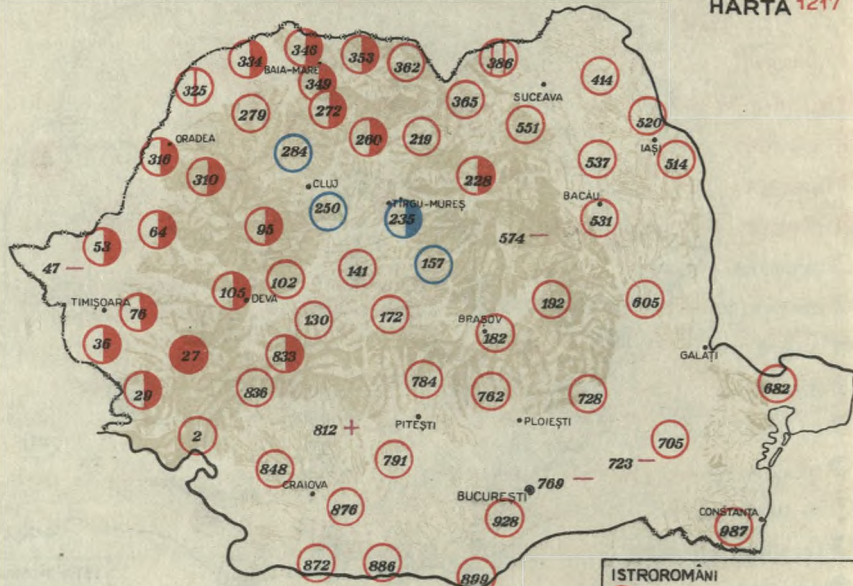 HARTA 1217
346
334 353
BAIA-MARE 362 386
325 349 414
SUCEAVA
279 272 365 551 520
ORADEA 260 219 IAȘI
316 284 537 514
310 CLUJ 228
BACĂU
250 TÎRGU-MUREȘ
235 531
64 95 574
53
47 141 157
102
105 DEVA 192 605
TIMIȘOARA
76 130 172 BRAȘOV
182
36 27 833 GALAȚI
784 682
29 836 762 728
PITEȘTI PLOIEȘTI
2 812 + 705
791 723
848
CRAIOVA BUCUREȘTI 769
876 928 CONSTANȚA
987
872 886 899
ISTROROMÂNI